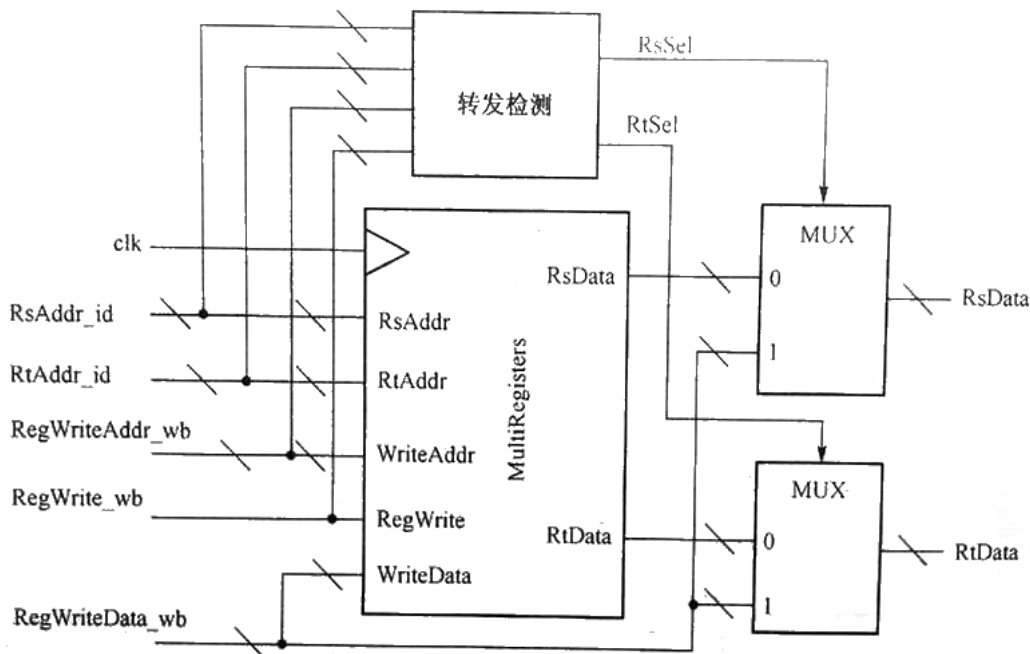 RsSel
转发检测
RtSel
clk
MUX
RsData
0
RsData
RsAddr_id
RsAddr
1
RtAddr_id
RtAddr
MultiRegisters
RegWriteAddr_wb
WriteAddr
MUX
RegWrite_wb
RegWrite
RtData
0
RtData
WriteData
1
RegWriteData_wb